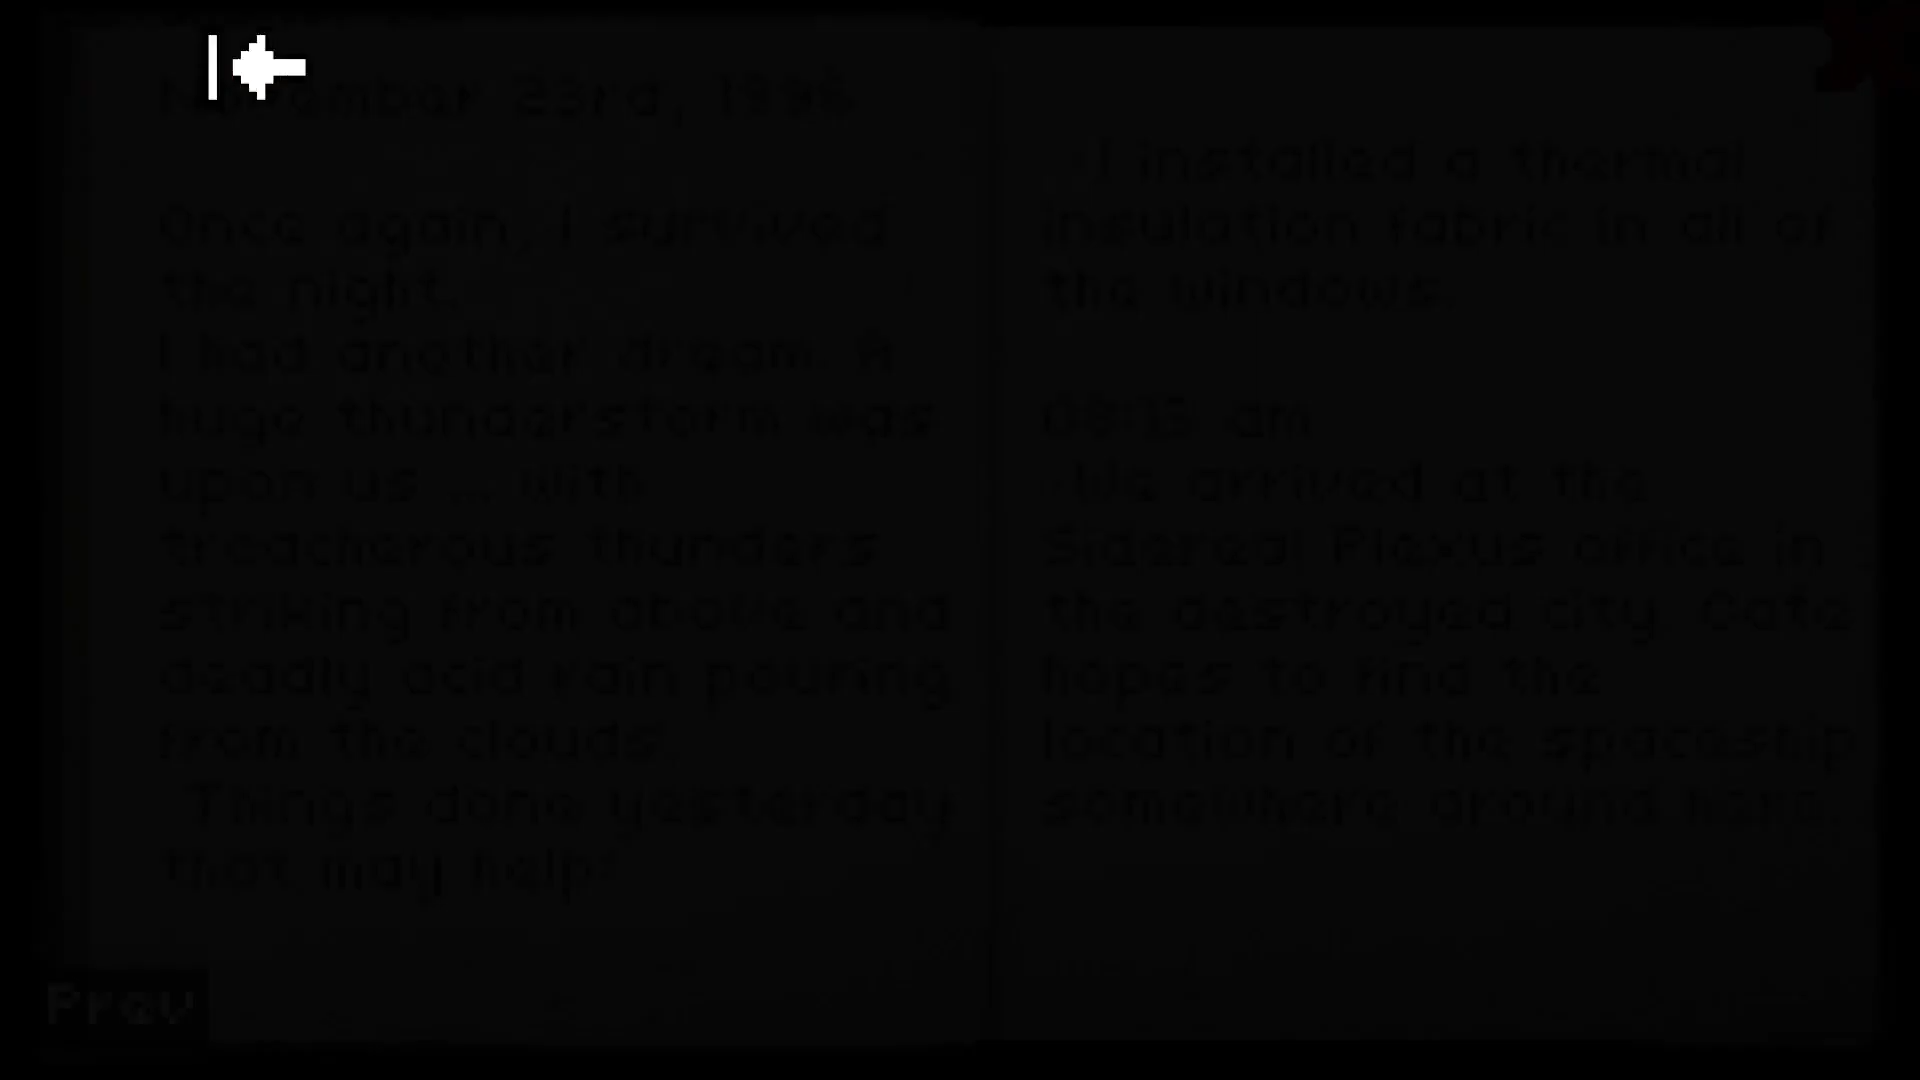 November 23rd, 1996
Once again, I survived
the night.
I had another dream. A
huge thunderstorm was
upon us ... with
treacherous thunders
striking from above and
deadly acid rain pouring
from the clouds.
Things done yesterday
that may help:
I installed a thermal
insulation fabric in all of
the windows.
08:13 am
We arrived at the
Sidereal Plexus office in
the destroyed city. Cate
hopes to find the
location of the spaceship
somewhere around here.
Prev